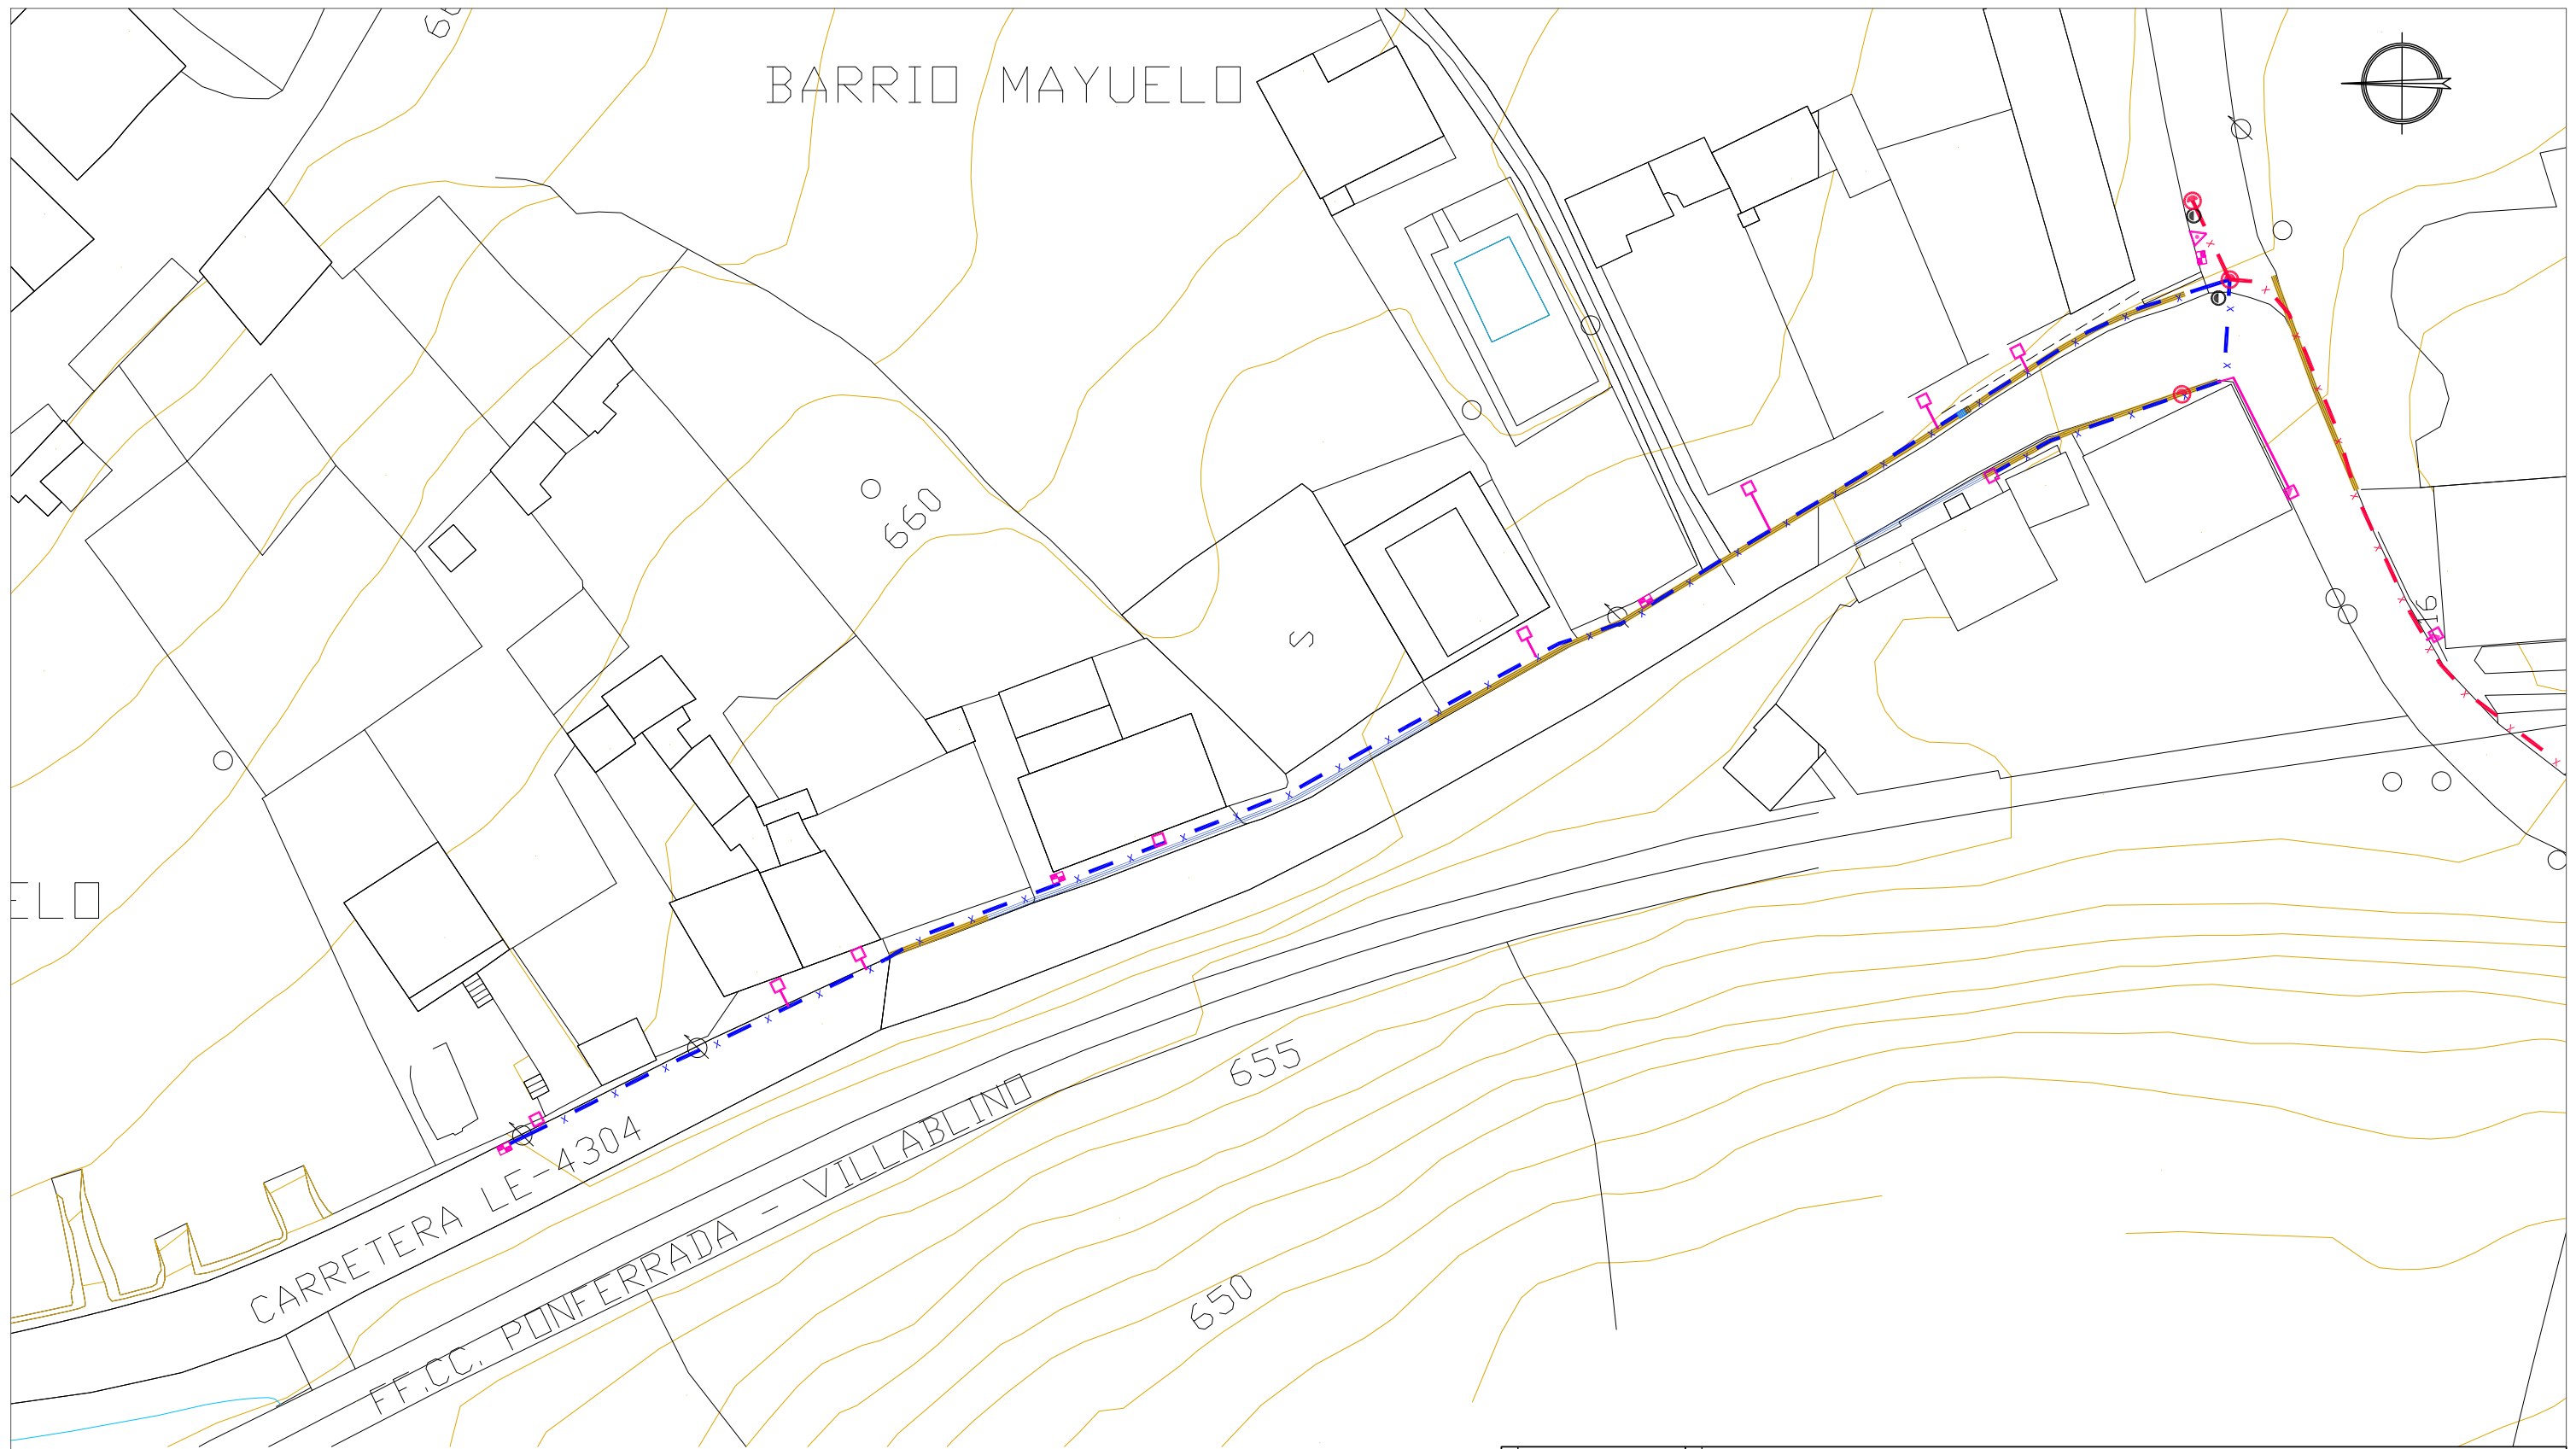 BARRIO MAYUELO
660
S
ELO
CARRETERA LE-4304
FF.CC. PONFERRADA - VILLABLINO
655
650